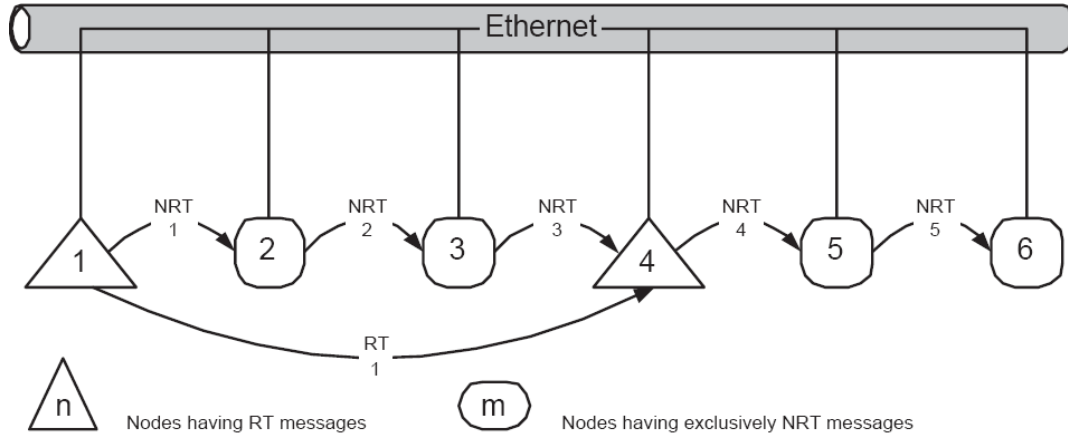 Ethernet
NRT
1
NRT
2
NRT
3
NRT
4
NRT
5
1
2
3
4
5
6
RT
1
n
Nodes having RT messages
m
Nodes having exclusively NRT messages